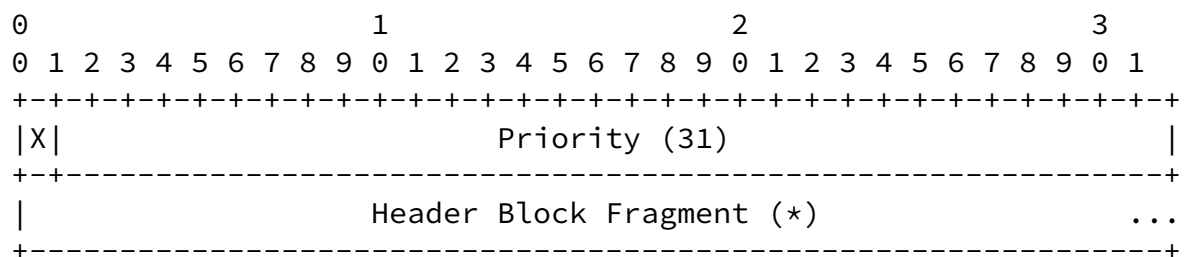 0                   1                   2                   3
0 1 2 3 4 5 6 7 8 9 0 1 2 3 4 5 6 7 8 9 0 1 2 3 4 5 6 7 8 9 0 1
+-+-+-+-+-+-+-+-+-+-+-+-+-+-+-+-+-+-+-+-+-+-+-+-+-+-+-+-+-+-+-+-+
|X|                        Priority (31)                        |
+-+-------------------------------------------------------------+
|                   Header Block Fragment (*)                 ...
+---------------------------------------------------------------+